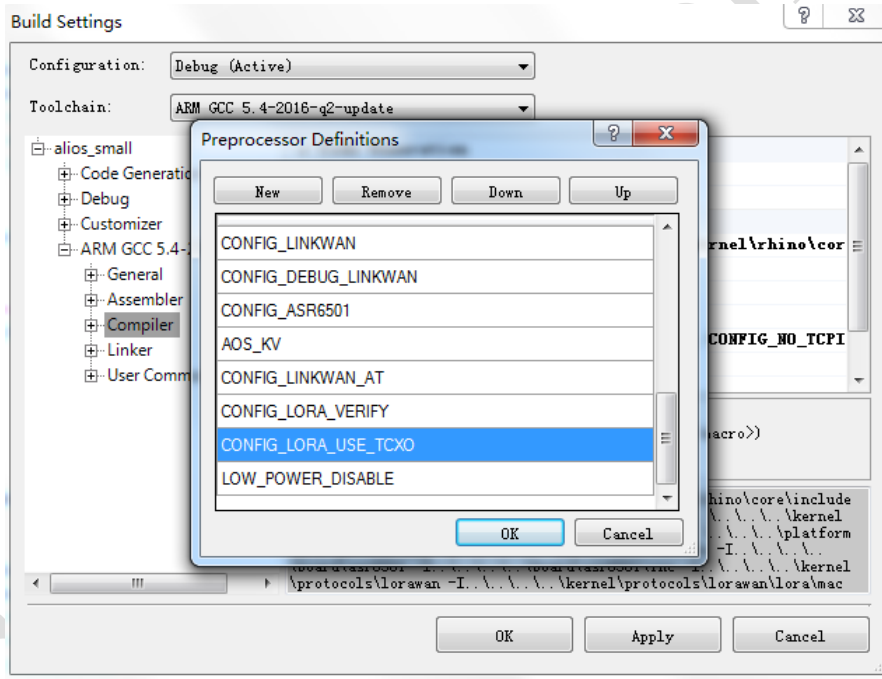 Build Settings
Configuration: Debug (Active)
Toolchain: ARM GCC 5.4-2016-q2-update
Preprocessor Definitions
New Remove Down Up
CONFIG_LINKWAN
CONFIG_DEBUG_LINKWAN
CONFIG_ASR6501
AOS_KV
CONFIG_LINKWAN_AT
CONFIG_LORA_VERIFY
CONFIG_LORA_USE_TCXO
LOW_POWER_DISABLE
OK Cancel
alios_small
Code Generatio
Debug
Customizer
ARM GCC 5.4-2
General
Assembler
Compiler
Linker
User Comm
rnel\rhino\cor
CONFIG_NO_TCPI
acro>)
hino\core\include
\..\..\..\kernel
..\..\..\platform
-I..\..\..\..
\..\..\..\kernel
\protocols\lorawan -I..\..\..\..\kernel\protocols\lorawan\lora\mac
OK Apply Cancel